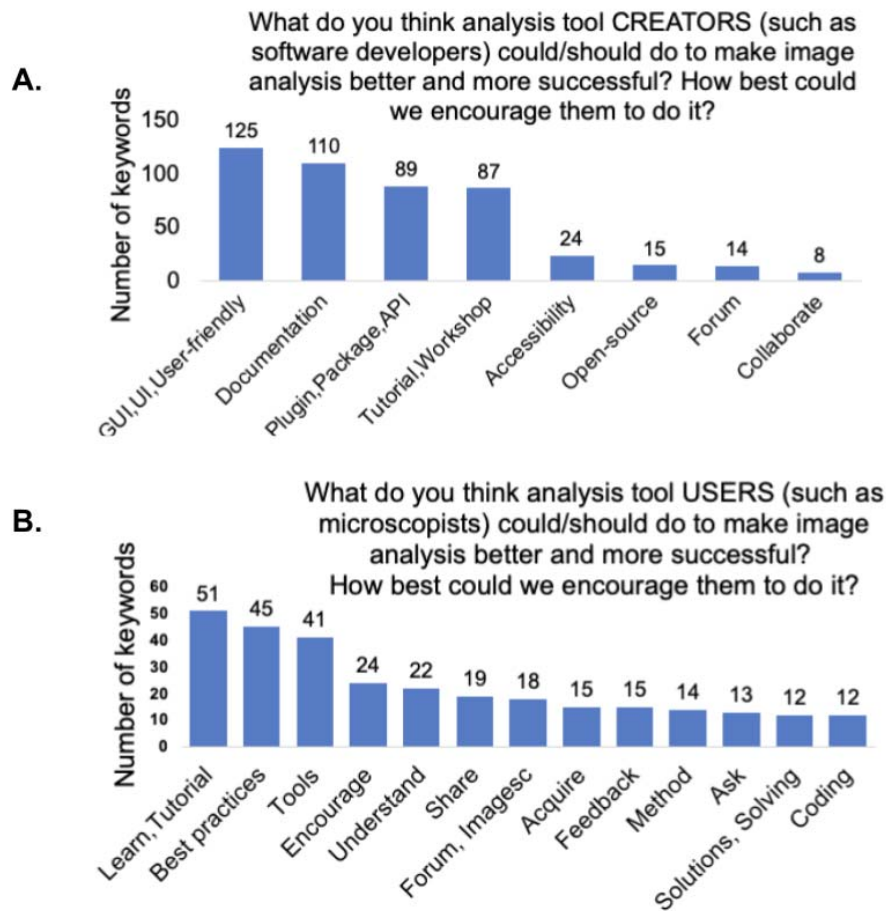 A.
What do you think analysis tool CREATORS (such as
software developers) could/should do to make image
analysis better and more successful? How best could
we encourage them to do it?
Number of keywords
150
100
50
0
125
110
89
87
24
15
14
8
GUI,UI,User-friendly
Documentation
Plugin,Package,API
Tutorial,Workshop
Accessibility
Open-source
Forum
Collaborate
B.
What do you think analysis tool USERS (such as
microscopists) could/should do to make image
analysis better and more successful?
How best could we encourage them to do it?
Number of keywords
60
50
40
30
20
10
0
51
45
41
24
22
19
18
15
15
14
13
12
12
Learn,Tutorial
Best practices
Tools
Encourage
Understand
Share
Forum, Imagesc
Acquire
Feedback
Method
Ask
Solutions, Solving
Coding